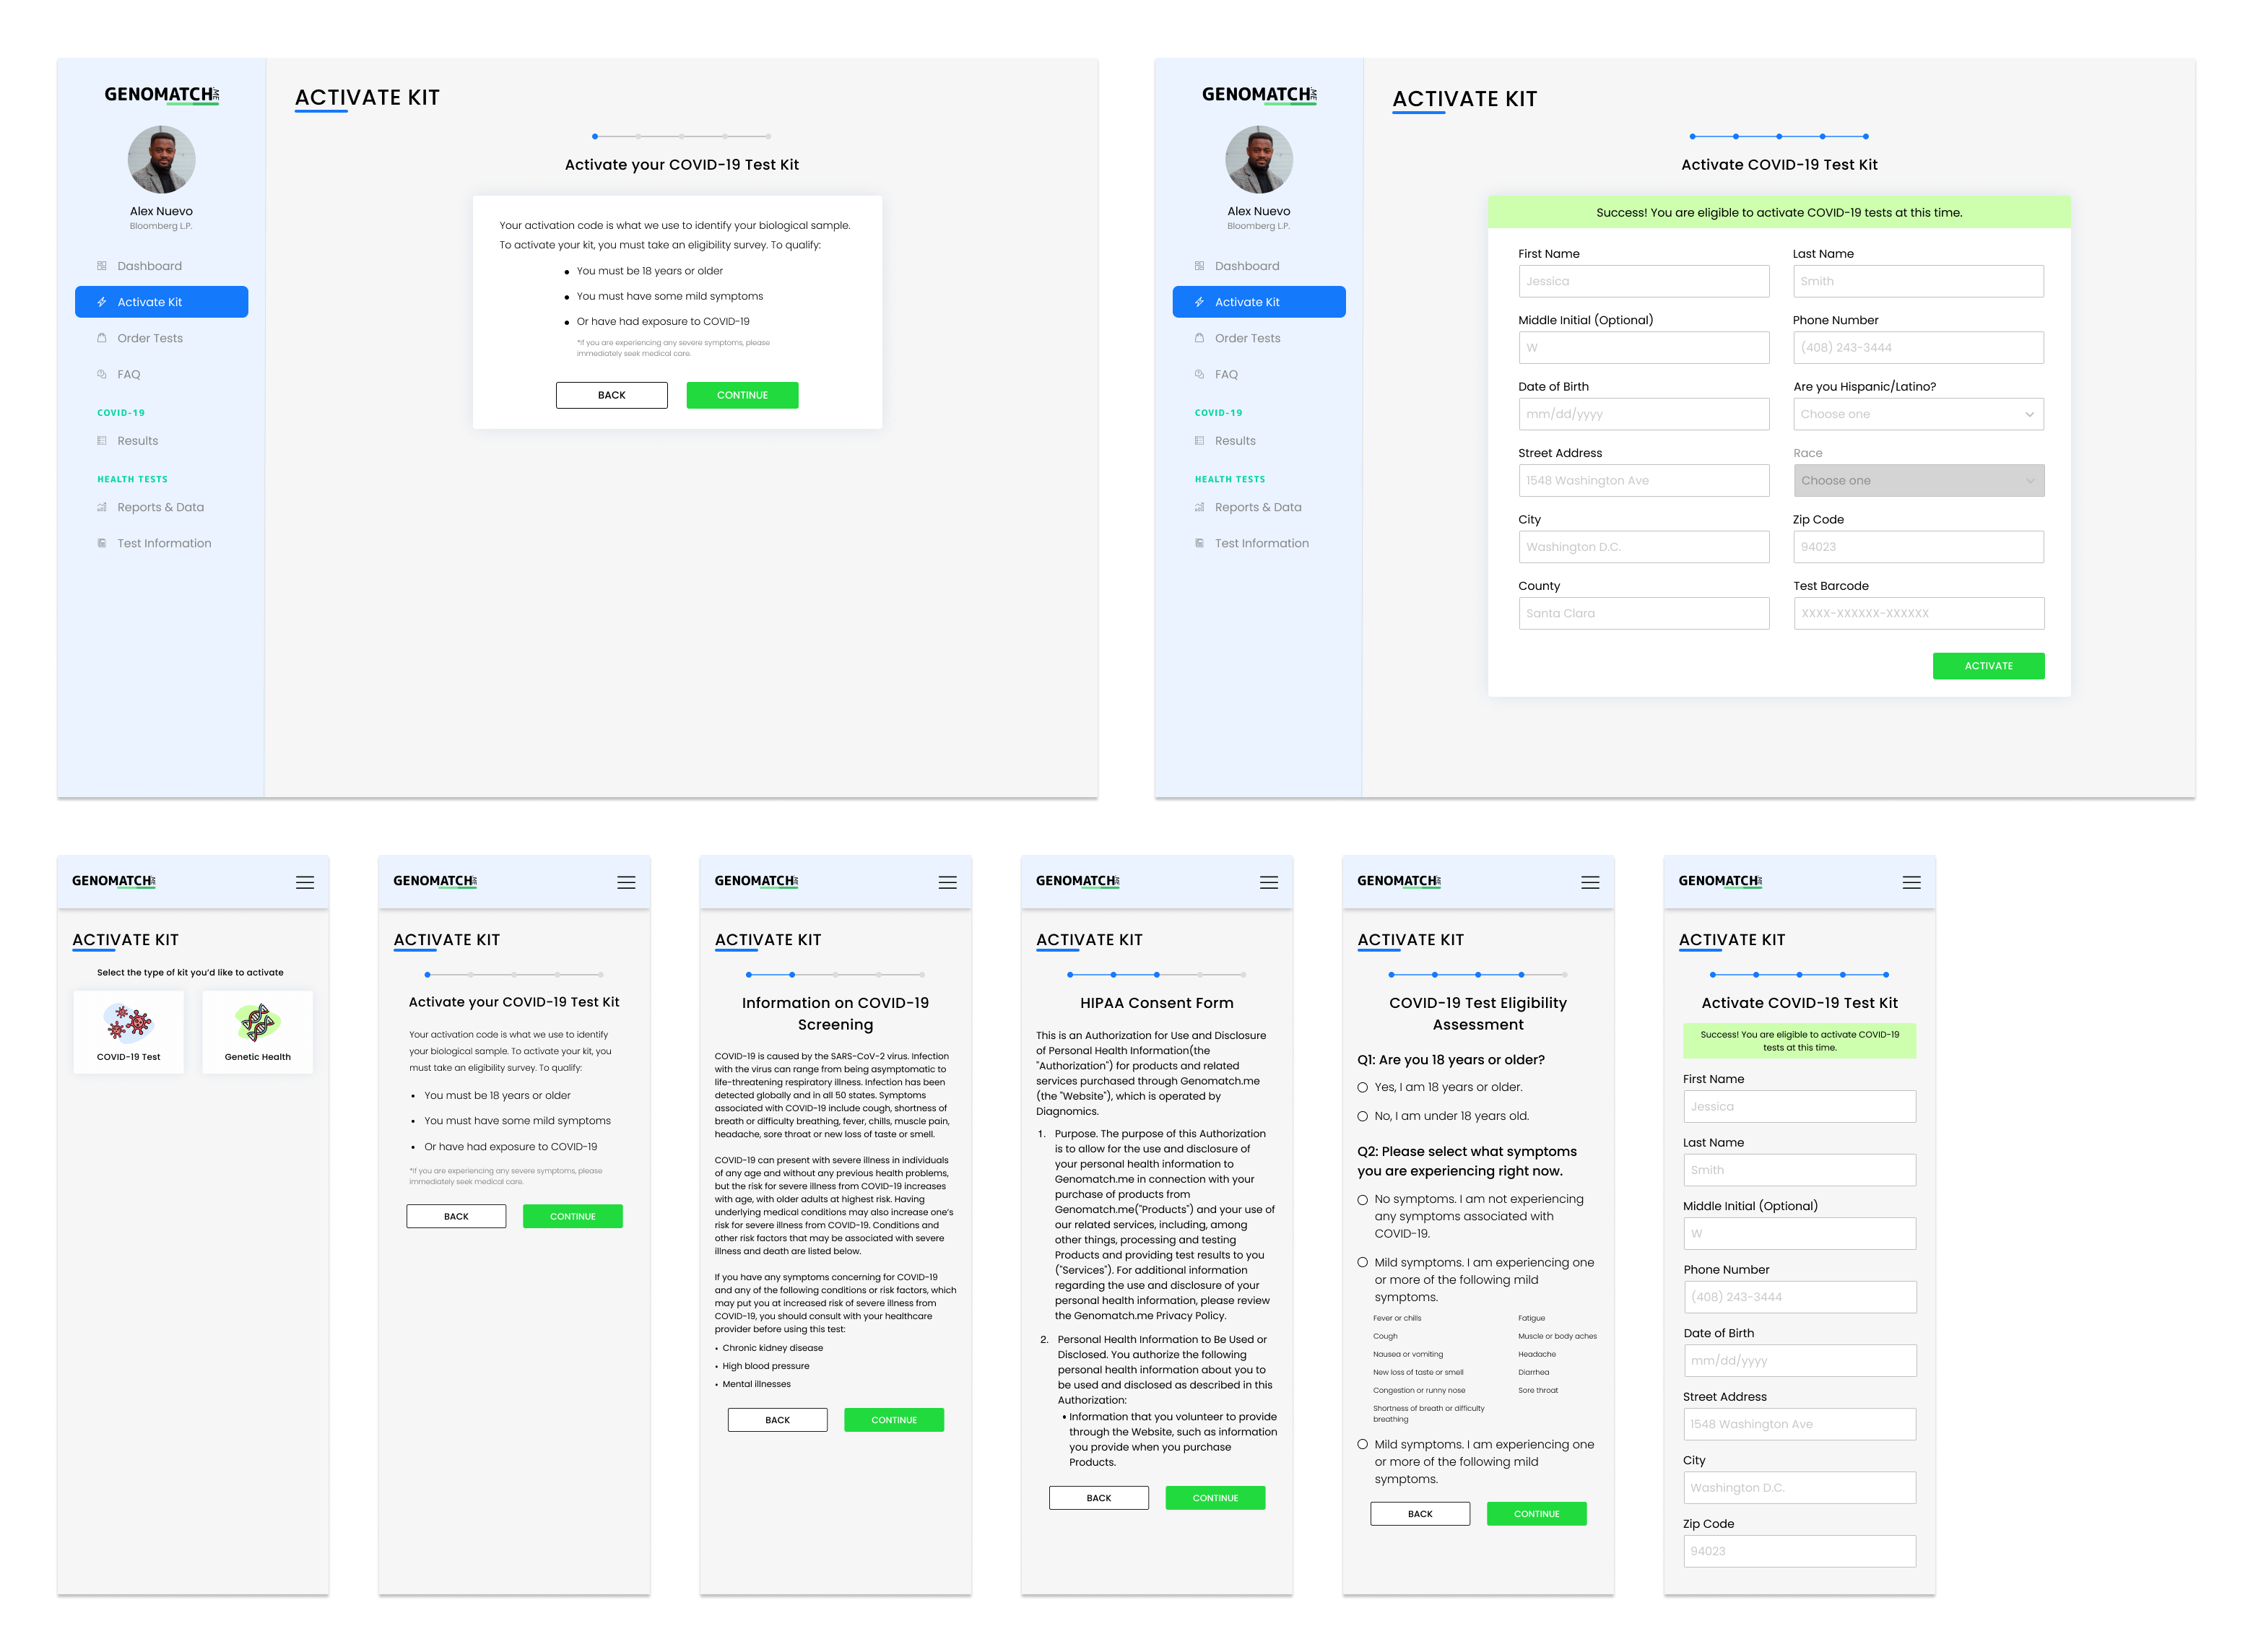 GENOMATCH.ME
Alex Nuevo
Bloomberg L.P.
Dashboard
Activate Kit
Order Tests
FAQ
COVID-19
Results
HEALTH TESTS
Reports & Data
Test Information
ACTIVATE KIT
Activate your COVID-19 Test Kit
Your activation code is what we use to identify your biological sample.
To activate your kit, you must take an eligibility survey. To qualify:
• You must be 18 years or older
• You must have some mild symptoms
• Or have had exposure to COVID-19
*If you are experiencing any severe symptoms, please
immediately seek medical care.
BACK
CONTINUE
GENOMATCH.ME
Alex Nuevo
Bloomberg L.P.
Dashboard
Activate Kit
Order Tests
FAQ
COVID-19
Results
HEALTH TESTS
Reports & Data
Test Information
ACTIVATE KIT
Activate COVID-19 Test Kit
Success! You are eligible to activate COVID-19 tests at this time.
First Name
Jessica
Last Name
Smith
Middle Initial (Optional)
W
Phone Number
(408) 243-3444
Date of Birth
mm/dd/yyyy
Are you Hispanic/Latino?
Choose one
Street Address
1548 Washington Ave
Race
Choose one
City
Washington D.C.
Zip Code
94023
County
Santa Clara
Test Barcode
XXXX-XXXXXX-XXXXXX
ACTIVATE
GENOMATCH.ME
ACTIVATE KIT
Select the type of kit you'd like to activate
COVID-19 Test
Genetic Health
GENOMATCH.ME
ACTIVATE KIT
Activate your COVID-19 Test Kit
Your activation code is what we use to identify
your biological sample. To activate your kit, you
must take an eligibility survey. To qualify:
• You must be 18 years or older
• You must have some mild symptoms
• Or have had exposure to COVID-19
*If you are experiencing any severe symptoms, please
immediately seek medical care.
BACK
CONTINUE
GENOMATCH.ME
ACTIVATE KIT
Information on COVID-19
Screening
COVID-19 is caused by the SARS-CoV-2 virus. Infection
with the virus can range from being asymptomatic to
life-threatening respiratory illness. Infection has been
detected globally and in all 50 states. Symptoms
associated with COVID-19 include cough, shortness of
breath or difficulty breathing, fever, chills, muscle pain,
headache, sore throat or new loss of taste or smell.
COVID-19 can present with severe illness in individuals
of any age and without any previous health problems,
but the risk for severe illness from COVID-19 increases
with age, with older adults at highest risk. Having
underlying medical conditions may also increase one's
risk for severe illness from COVID-19. Conditions and
other risk factors that may be associated with severe
illness and death are listed below.
If you have any symptoms concerning for COVID-19
and any of the following conditions or risk factors, which
may put you at increased risk of severe illness from
COVID-19, you should consult with your healthcare
provider before using this test:
• Chronic kidney disease
• High blood pressure
• Mental illnesses
BACK
CONTINUE
GENOMATCH.ME
ACTIVATE KIT
HIPAA Consent Form
This is an Authorization for Use and Disclosure
of Personal Health Information(the
"Authorization") for products and related
services purchased through Genomatch.me
(the "Website"), which is operated by
Diagnomics.
1. Purpose. The purpose of this Authorization
is to allow for the use and disclosure of
your personal health information to
Genomatch.me in connection with your
purchase of products from
Genomatch.me("Products") and your use of
our related services, including, among
other things, processing and testing
Products and providing test results to you
("Services"). For additional information
regarding the use and disclosure of your
personal health information, please review
the Genomatch.me Privacy Policy.
2. Personal Health Information to Be Used or
Disclosed. You authorize the following
personal health information about you to
be used and disclosed as described in this
Authorization:
• Information that you volunteer to provide
through the Website, such as information
you provide when you purchase
Products.
BACK
CONTINUE
GENOMATCH.ME
ACTIVATE KIT
COVID-19 Test Eligibility
Assessment
Q1: Are you 18 years or older?
Yes, I am 18 years or older.
No, I am under 18 years old.
Q2: Please select what symptoms
you are experiencing right now.
No symptoms. I am not experiencing
any symptoms associated with
COVID-19.
Mild symptoms. I am experiencing one
or more of the following mild
symptoms.
Fever or chills
Fatigue
Cough
Muscle or body aches
Nausea or vomiting
Headache
New loss of taste or smell
Diarrhea
Congestion or runny nose
Sore throat
Shortness of breath or difficulty
breathing
Mild symptoms. I am experiencing one
or more of the following mild
symptoms.
BACK
CONTINUE
GENOMATCH.ME
ACTIVATE KIT
Activate COVID-19 Test Kit
Success! You are eligible to activate COVID-19
tests at this time.
First Name
Jessica
Last Name
Smith
Middle Initial (Optional)
W
Phone Number
(408) 243-3444
Date of Birth
mm/dd/yyyy
Street Address
1548 Washington Ave
City
Washington D.C.
Zip Code
94023